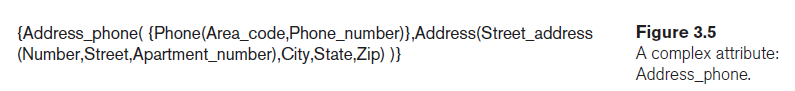 {Address_phone( {Phone(Area_code,Phone_number)},Address(Street_address
(Number,Street,Apartment_number),City,State,Zip) )}
Figure 3.5
A complex attribute:
Address_phone.